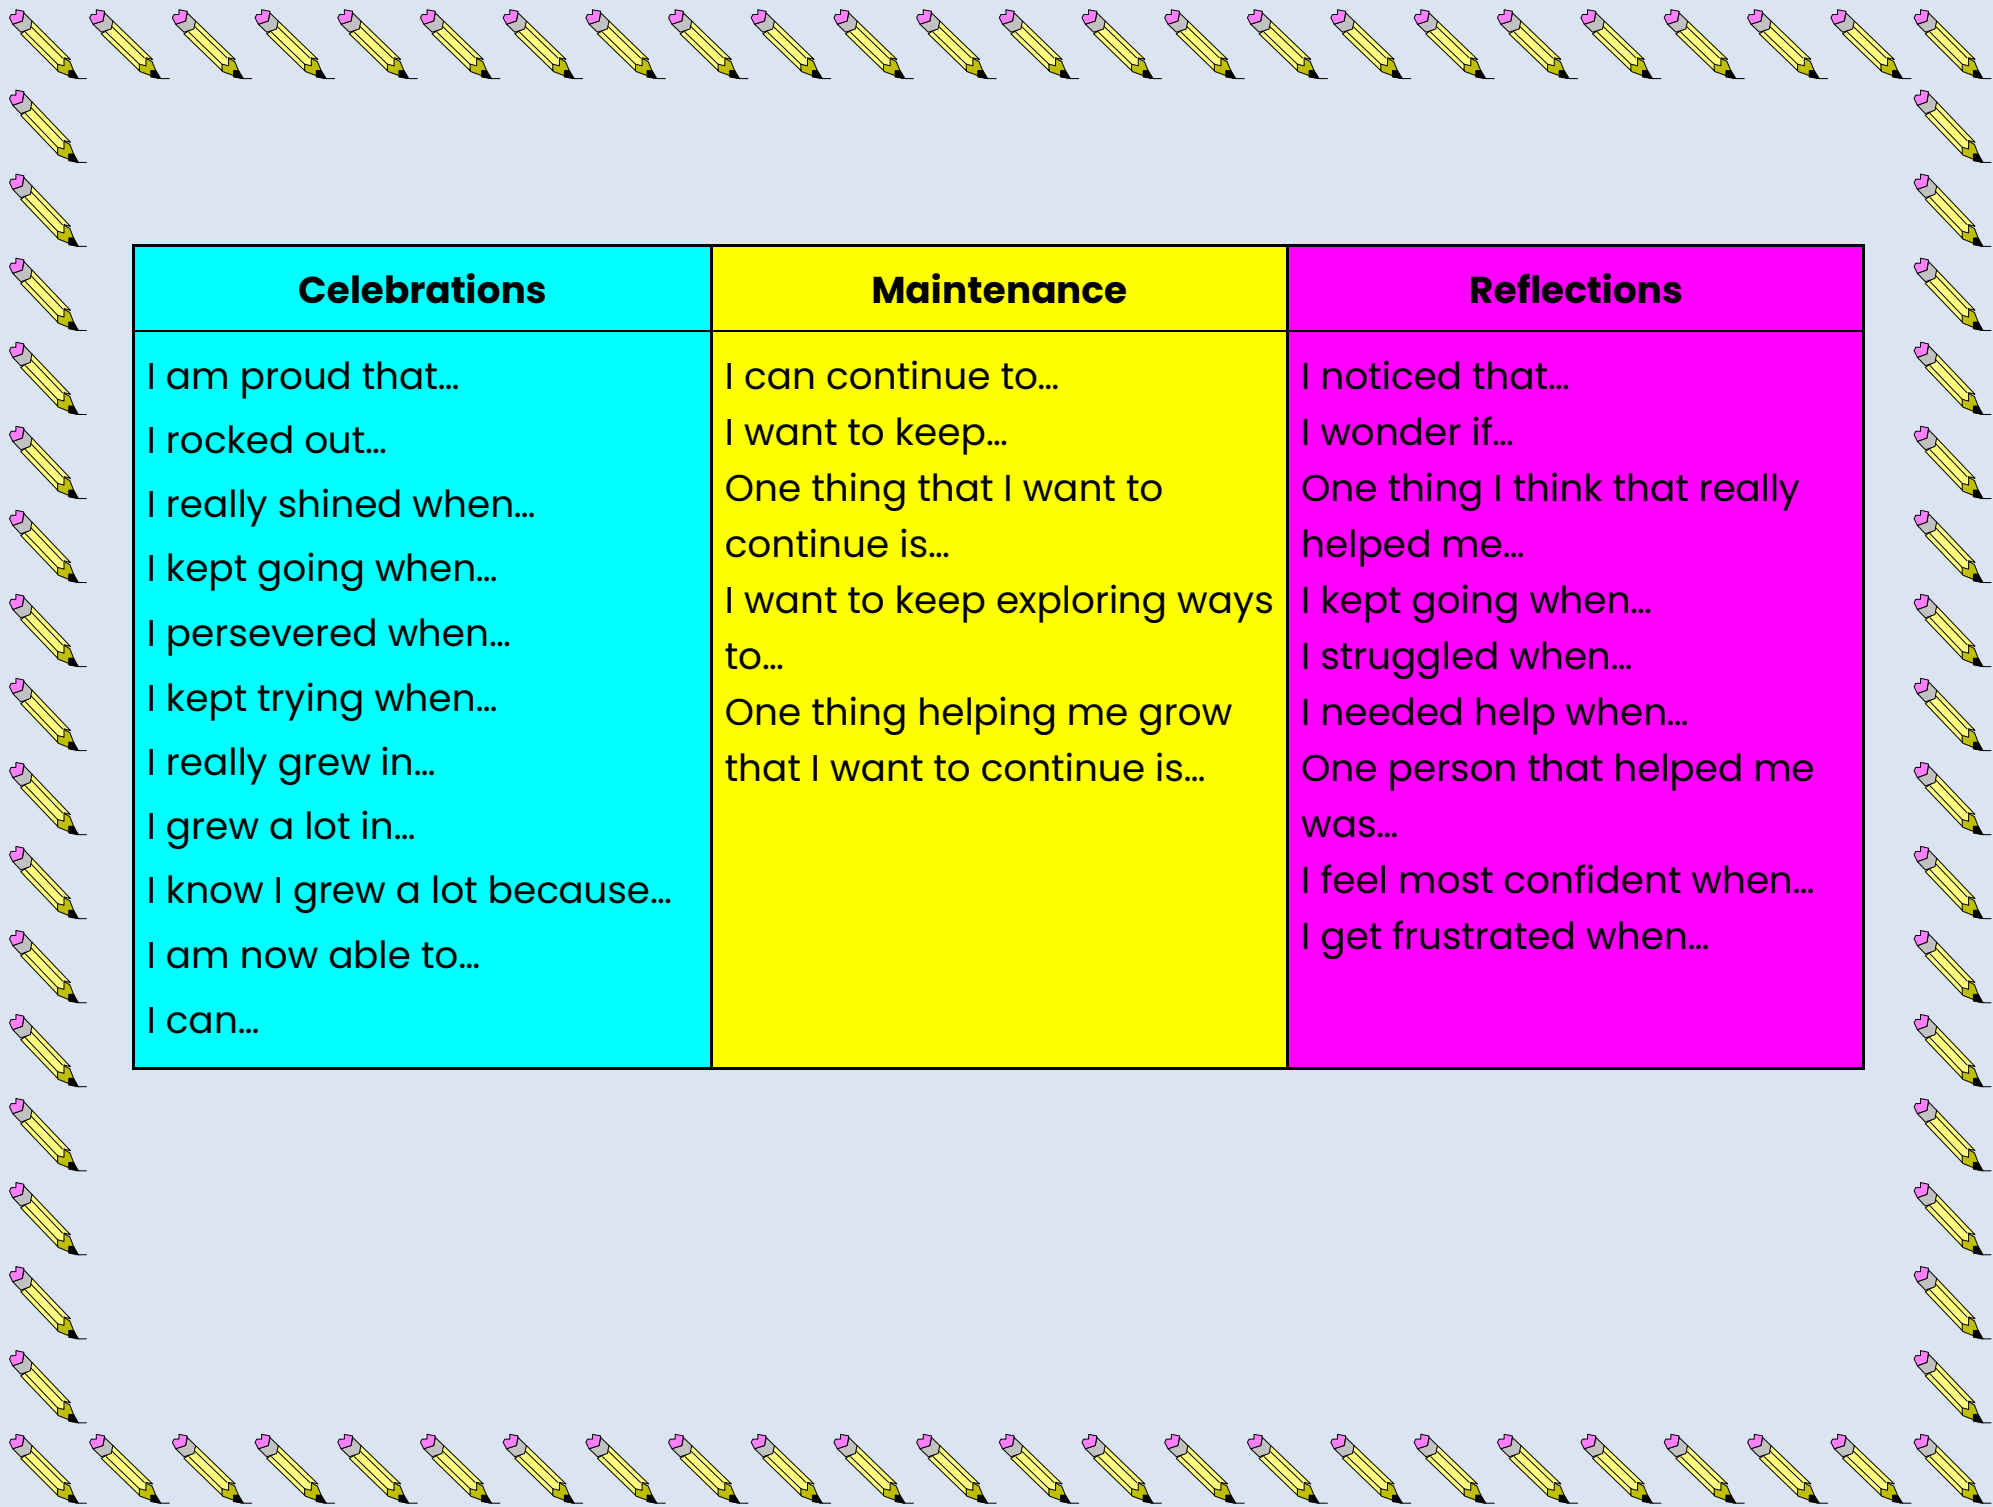 Celebrations
I am proud that…
I rocked out…
I really shined when…
I kept going when…
I persevered when…
I kept trying when…
I really grew in…
I grew a lot in…
I know I grew a lot because…
I am now able to…
I can…
Maintenance
I can continue to…
I want to keep…
One thing that I want to
continue is…
I want to keep exploring ways
to…
One thing helping me grow
that I want to continue is…
Reflections
I noticed that…
I wonder if…
One thing I think that really
helped me…
I kept going when…
I struggled when…
I needed help when…
One person that helped me
was…
I feel most confident when…
I get frustrated when…